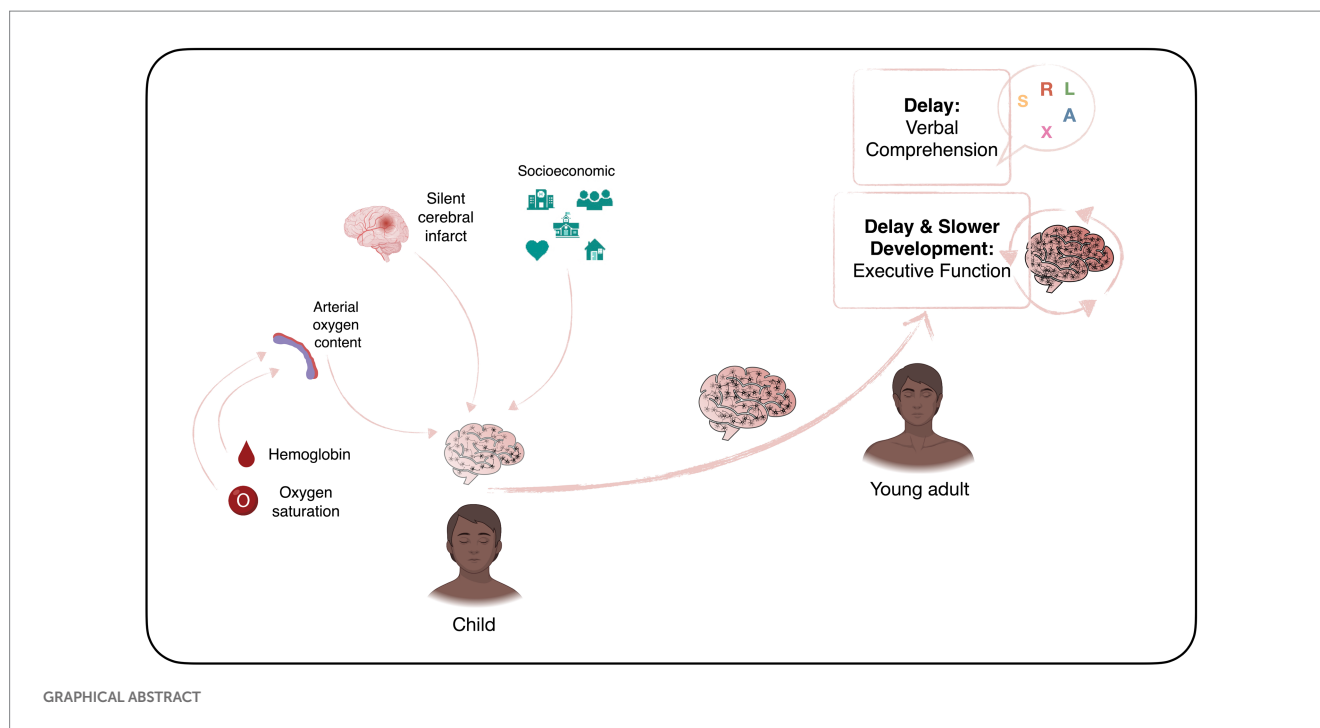 Delay:
Verbal
Comprehension
S
R
L
A
X
Delay & Slower
Development:
Executive Function
Socioeconomic
Silent
cerebral
infarct
Arterial
oxygen
content
Hemoglobin
O
Oxygen
saturation
Child
Young adult
GRAPHICAL ABSTRACT